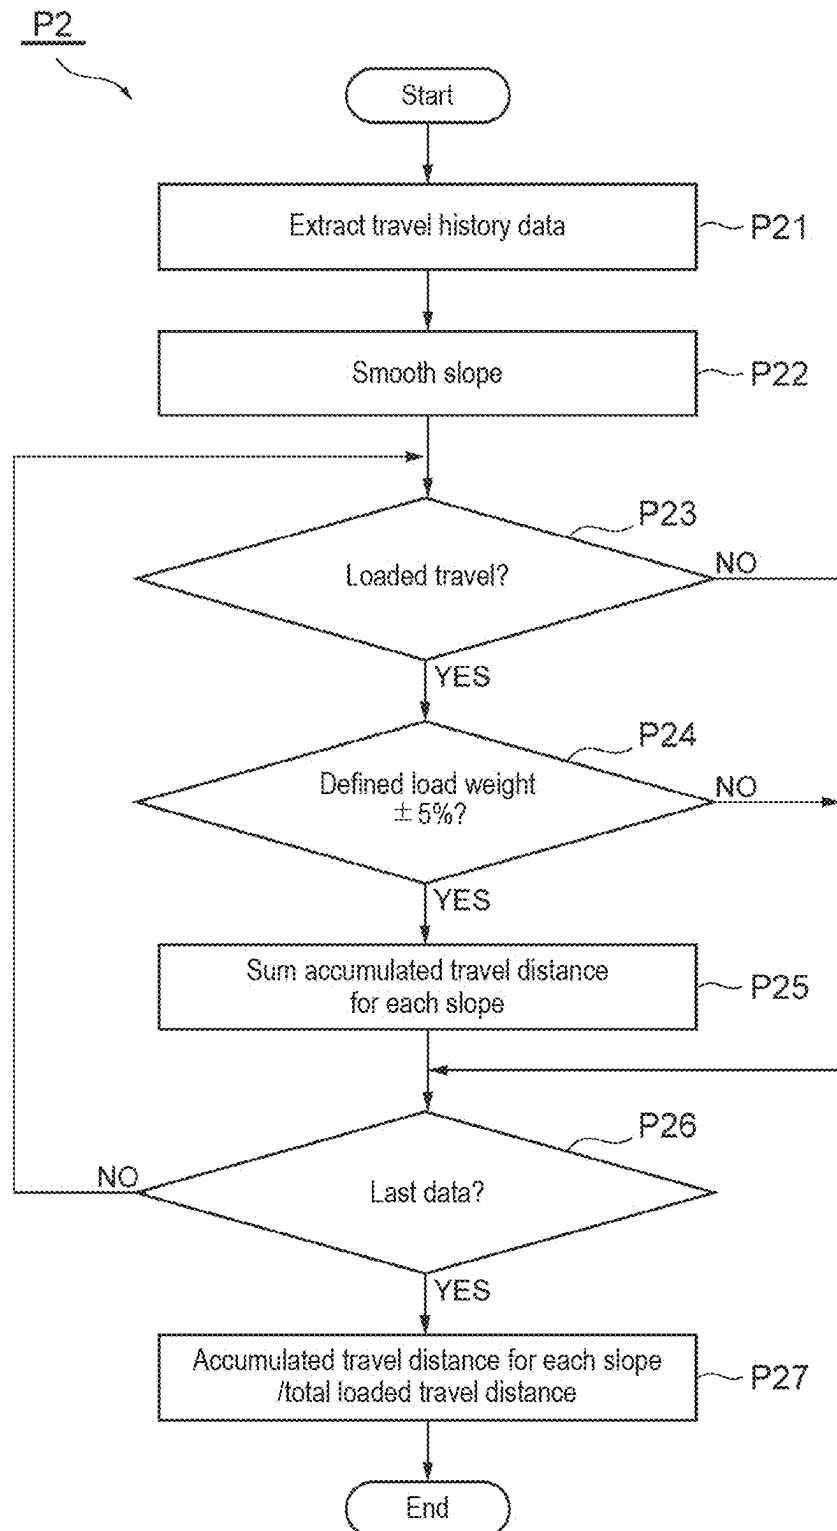 P2
Start
Extract travel history data
P21
Smooth slope
P22
P23
Loaded travel?
NO
YES
P24
Defined load weight
± 5%?
NO
YES
Sum accumulated travel distance
for each slope
P25
P26
Last data?
NO
YES
Accumulated travel distance for each slope
/total loaded travel distance
P27
End